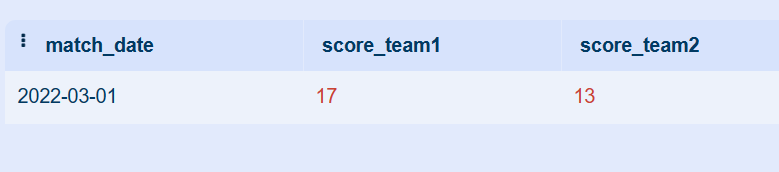 match_date score_team1 score_team2
2022-03-01 17 13